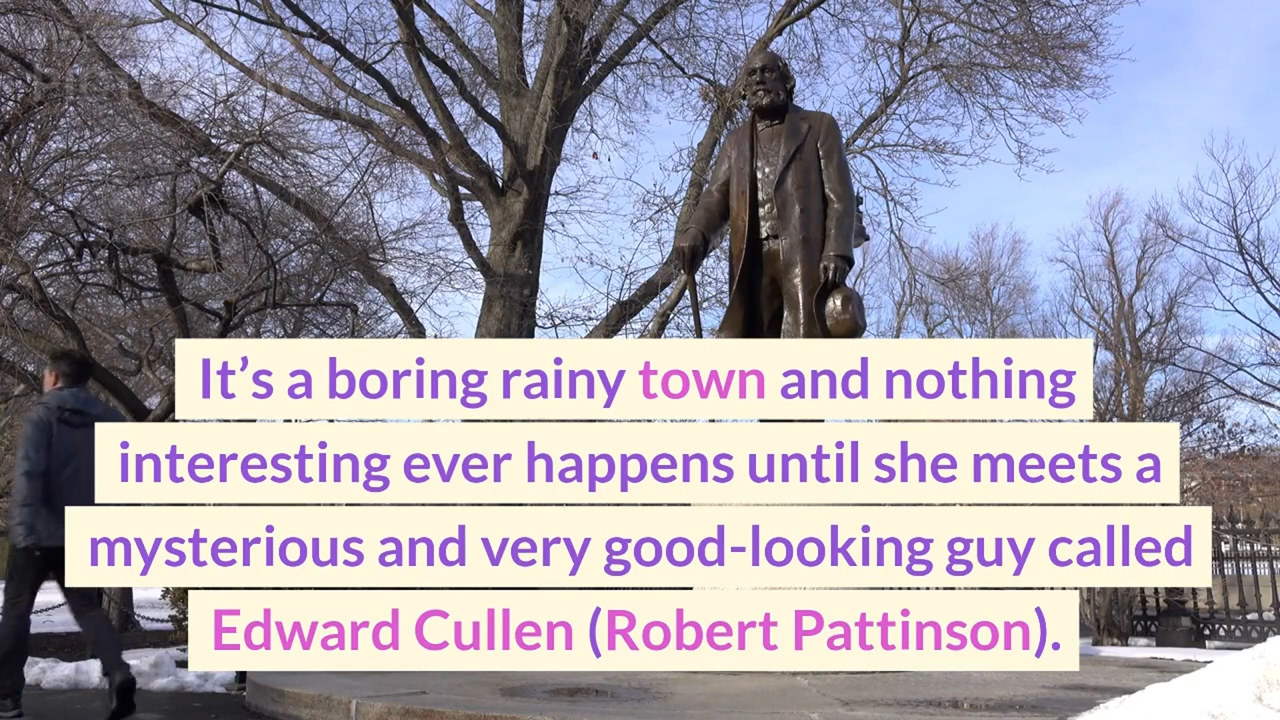 It’s a boring rainy town and nothing
interesting ever happens until she meets a
mysterious and very good-looking guy called
Edward Cullen (Robert Pattinson).